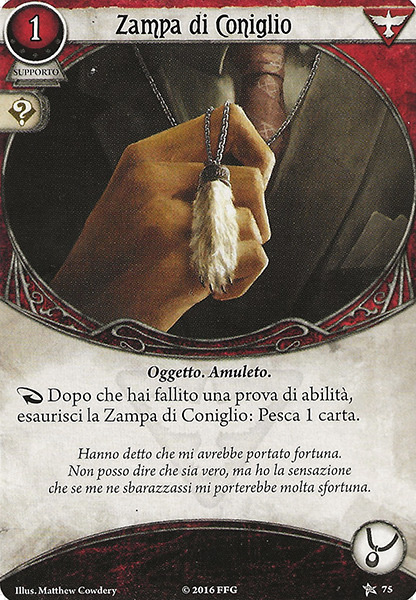 Zampa di Coniglio
1
SUPPORTO
?
Oggetto. Amuleto.
Dopo che hai fallito una prova di abilità,
esaurisci la Zampa di Coniglio: Pesca 1 carta.
Hanno detto che mi avrebbe portato fortuna.
Non posso dire che sia vero, ma ho la sensazione
che se me ne sbarazzassi mi porterebbe molta sfortuna.
Illus. Matthew Cowdery © 2016 FFG 75